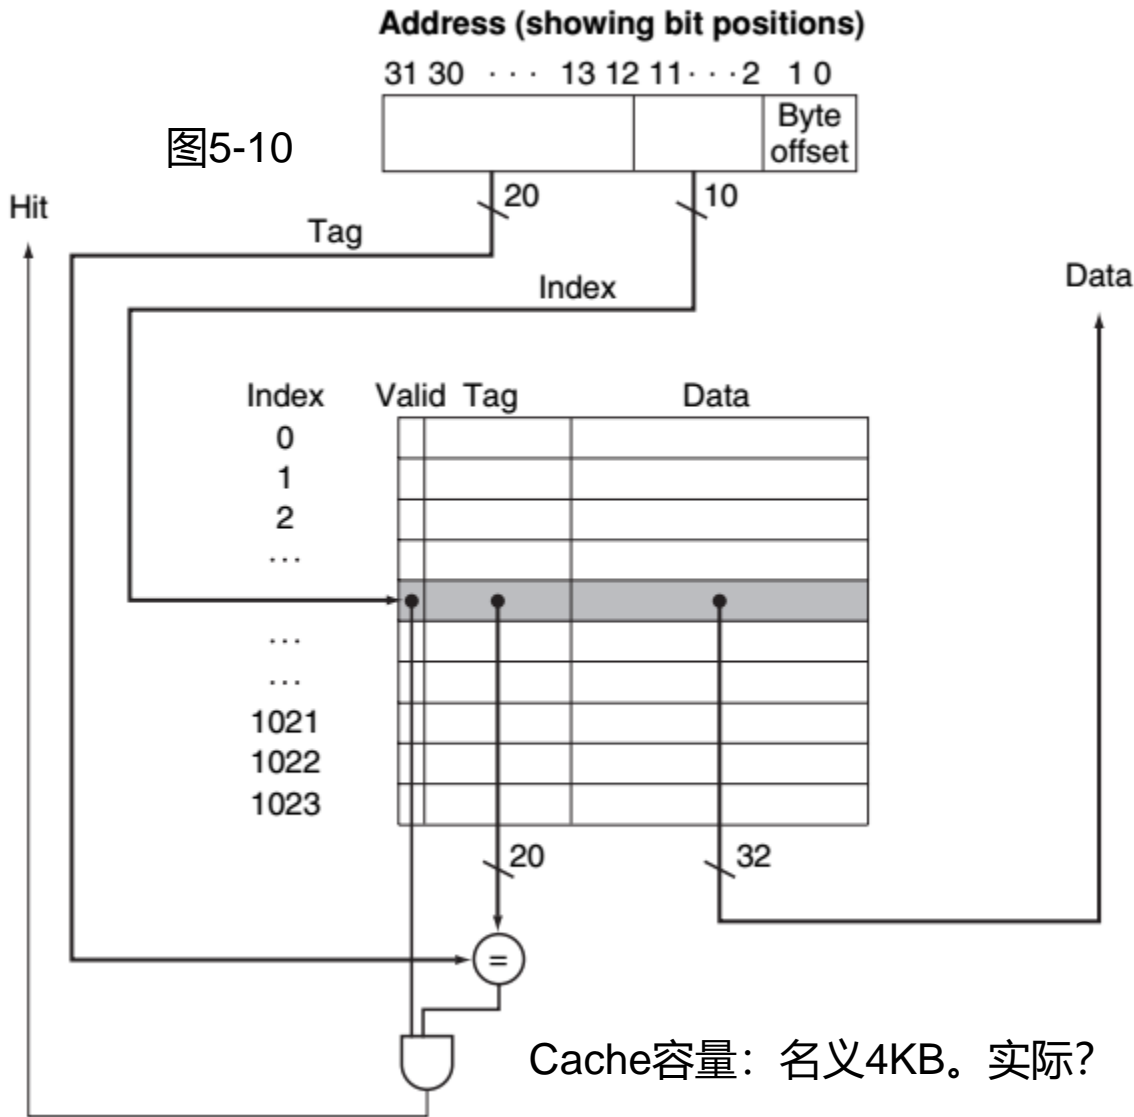 Address (showing bit positions)
31 30 · · · 13 12 11 · · · 2 1 0
Byte
offset
图5-10
20
10
Hit
Tag
Data
Index
Index Valid Tag Data
0
1
2
...
...
...
1021
1022
1023
20
32
=
Cache容量：名义4KB。实际？